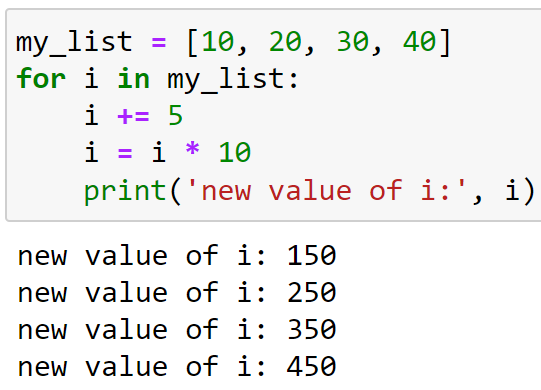 my_list = [10, 20, 30, 40]
for i in my_list:
    i += 5
    i = i * 10
    print('new value of i:', i)
new value of i: 150
new value of i: 250
new value of i: 350
new value of i: 450